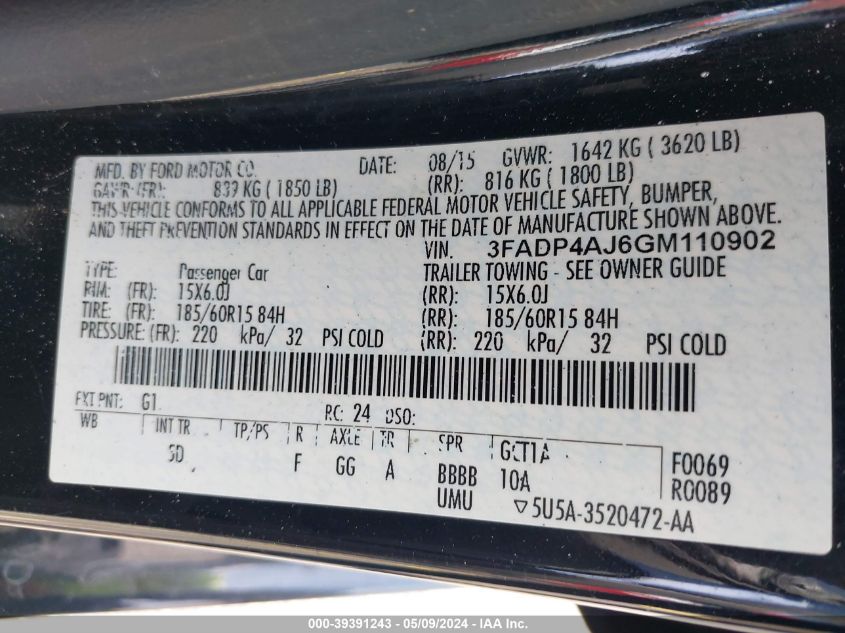 MFD. BY FORD MOTOR CO. DATE: 08/15 GVWR: 1642 KG ( 3620 LB)
GAWR (FR): 839 KG ( 1850 LB) (RR): 816 KG ( 1800 LB)
THIS VEHICLE CONFORMS TO ALL APPLICABLE FEDERAL MOTOR VEHICLE SAFETY, BUMPER,
AND THEFT PREVENTION STANDARDS IN EFFECT ON THE DATE OF MANUFACTURE SHOWN ABOVE.
VIN. 3FADP4AJ6GM110902
TYPE: Passenger Car TRAILER TOWING - SEE OWNER GUIDE
RIM: (FR): 15X6.0J (RR): 15X6.0J
TIRE: (FR): 185/60R15 84H (RR): 185/60R15 84H
PRESSURE: (FR): 220 kPa/ 32 PSI COLD (RR): 220 kPa/ 32 PSI COLD
EXT PNT: G1 RC: 24 DSO:
WB INT TR TP/PS R AXLE TR SPR GCT1A F0069
5D F GG A BBBB 10A R0089
UMU ▽5U5A-3520472-AA
000-39391243 - 05/09/2024 - IAA Inc.